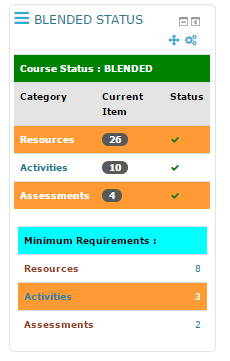 BLENDED STATUS
Course Status : BLENDED
Category Current Item Status
Resources 26
Activities 10
Assessments 4
Minimum Requirements :
Resources 8
Activities 3
Assessments 2